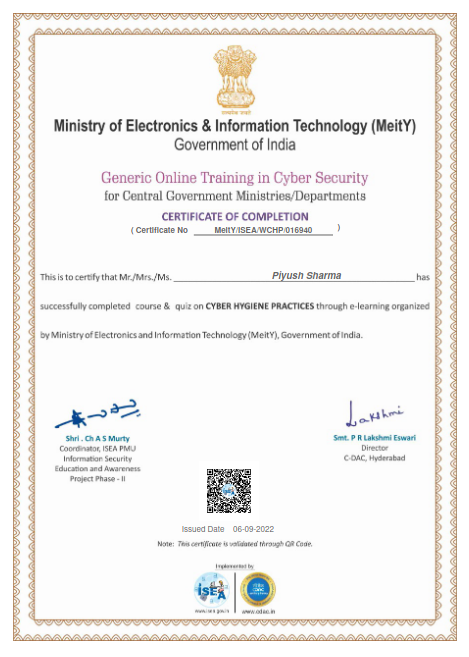 Ministry of Electronics & Information Technology (MeitY)
Government of India
Generic Online Training in Cyber Security
for Central Government Ministries/Departments
CERTIFICATE OF COMPLETION
( Certificate No MeitY/ISEA/WCHP/016940 )
This is to certify that Mr./Mrs./Ms. Piyush Sharma has
successfully completed course & quiz on CYBER HYGIENE PRACTICES through e-learning organized
by Ministry of Electronics and Information Technology (MeitY), Government of India.
Lakshmi
Shri . Ch A S Murty
Coordinator, ISEA PMU
Information Security
Education and Awareness
Project Phase - II
Smt. P R Lakshmi Eswari
Director
C-DAC, Hyderabad
Issued Date 06-09-2022
Note: This certificate is validated through QR Code.
Implemented by
ISEA
www.isea.gov.in
www.cdac.in